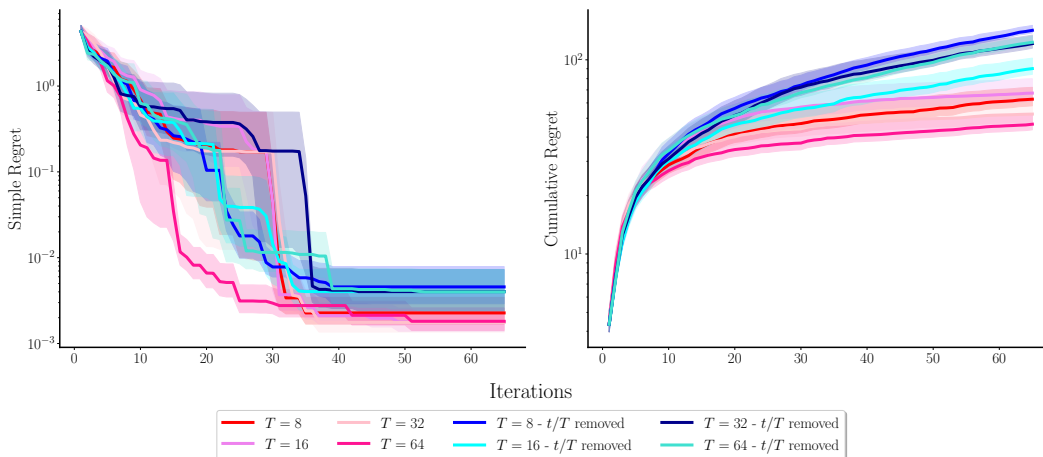 Simple Regret
10^0
10^{-1}
10^{-2}
10^{-3}
0 10 20 30 40 50 60
Cumulative Regret
10^2
10^1
0 10 20 30 40 50 60
Iterations
T = 8 T = 32 T = 8 - t/T removed T = 32 - t/T removed
T = 16 T = 64 T = 16 - t/T removed T = 64 - t/T removed